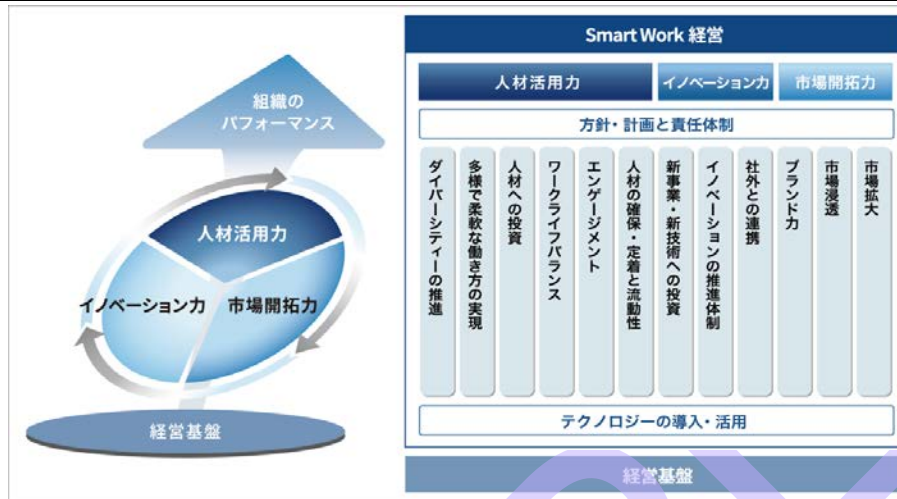 組織の
パフォーマンス
人材活用力
イノベーション力
市場開拓力
経営基盤
Smart Work 経営
人材活用力
イノベーション力
市場開拓力
方針・計画と責任体制
ダイバーシティーの推進
多様で柔軟な働き方の実現
人材への投資
ワークライフバランス
エンゲージメント
人材の確保・定着と流動性
新事業・新技術への投資
イノベーションの推進体制
社外との連携
ブランド力
市場浸透
市場拡大
テクノロジーの導入・活用
経営基盤